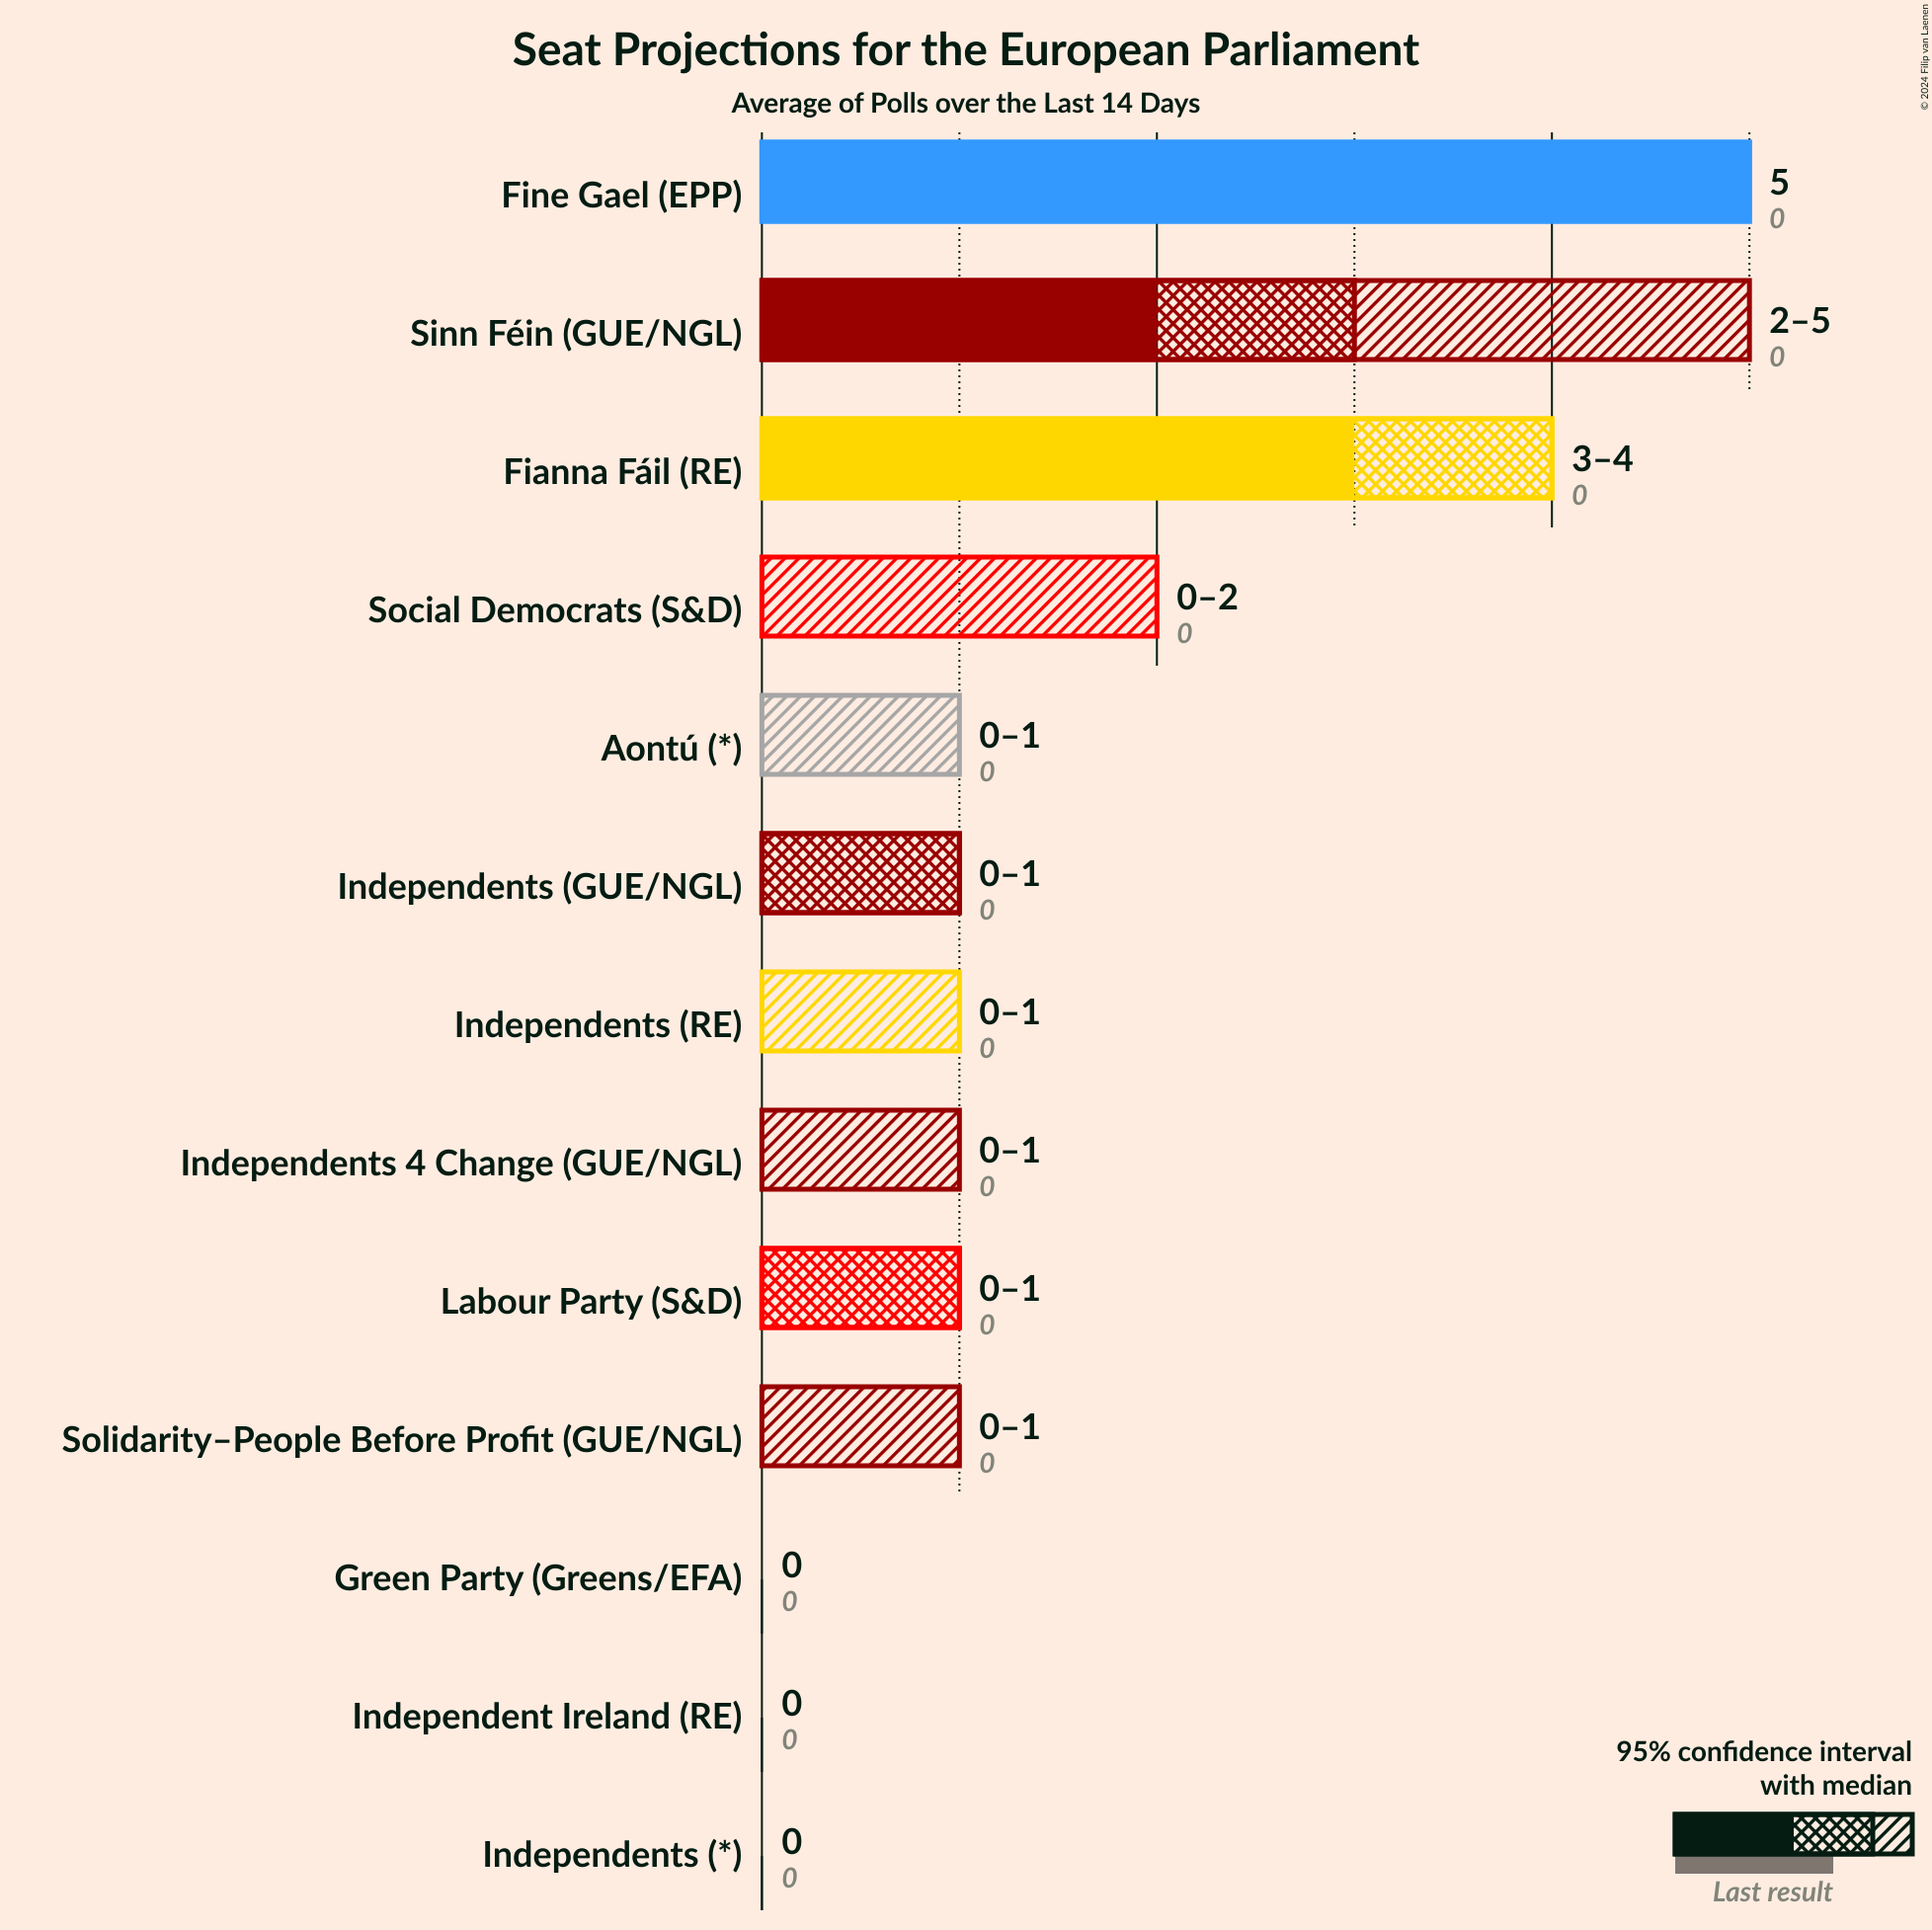 Seat Projections for the European Parliament
Average of Polls over the Last 14 Days
© 2024 Filip van Laenen
Fine Gael (EPP)
5
0
Sinn Féin (GUE/NGL)
2–5
0
Fianna Fáil (RE)
3–4
0
Social Democrats (S&D)
0–2
0
Aontú (*)
0–1
0
Independents (GUE/NGL)
0–1
0
Independents (RE)
0–1
0
Independents 4 Change (GUE/NGL)
0–1
0
Labour Party (S&D)
0–1
0
Solidarity–People Before Profit (GUE/NGL)
0–1
0
Green Party (Greens/EFA)
0
0
Independent Ireland (RE)
0
0
Independents (*)
0
0
95% confidence interval
with median
Last result